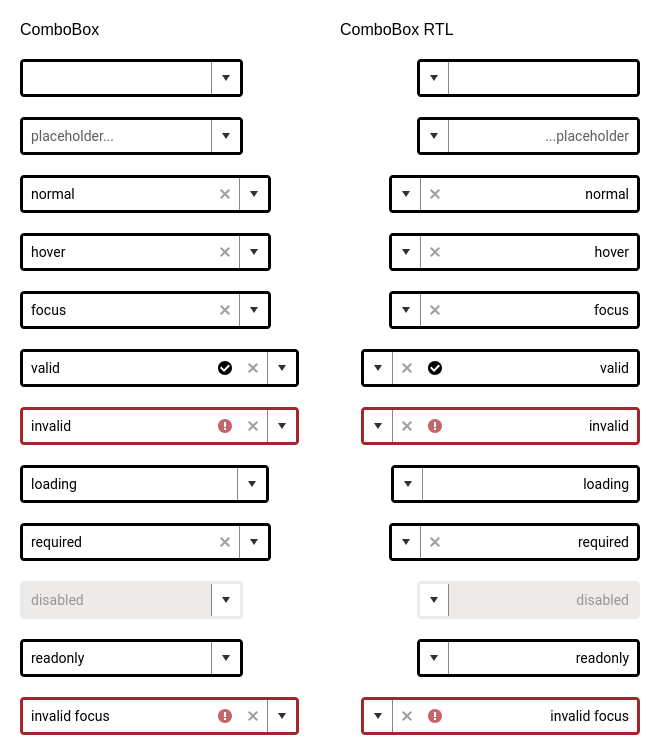 ComboBox
ComboBox RTL
placeholder...
...placeholder
normal
normal
hover
hover
focus
focus
valid
valid
invalid
invalid
loading
loading
required
required
disabled
disabled
readonly
readonly
invalid focus
invalid focus